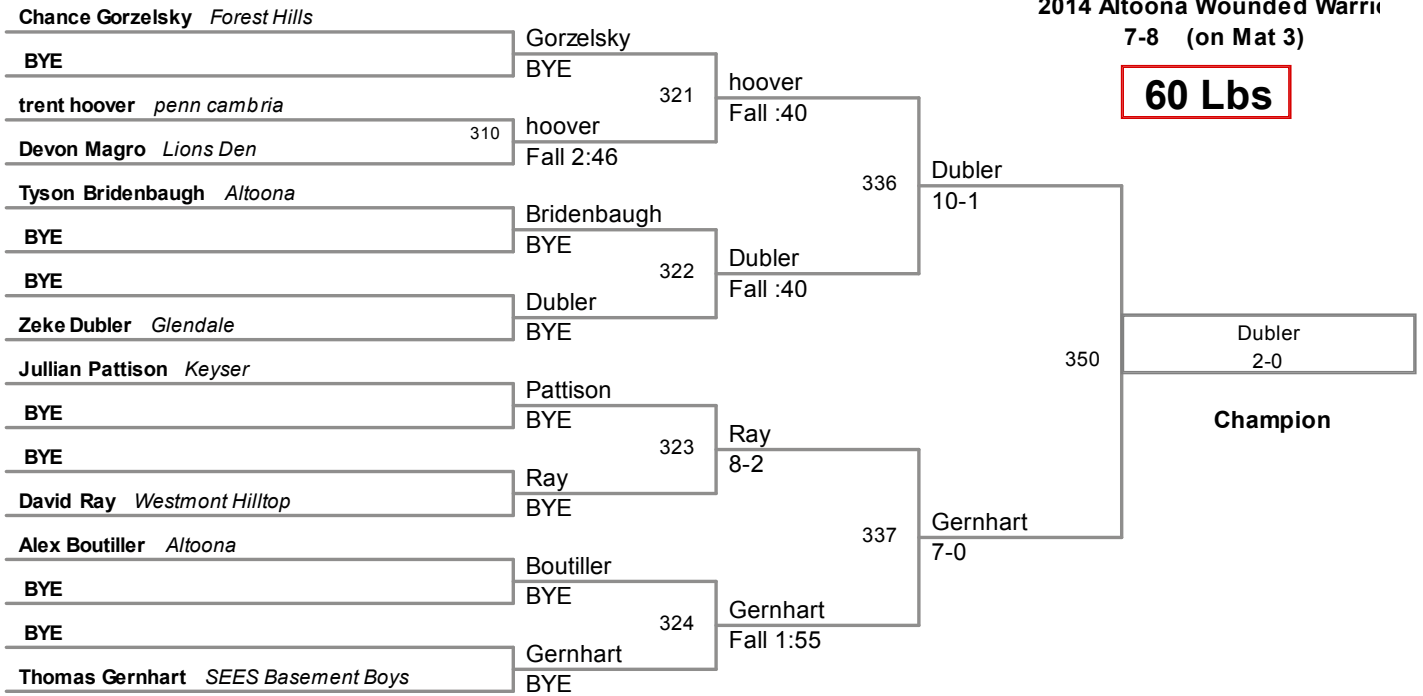 2014 Altoona Wounded Warri
7-8 (on Mat 3)
60 Lbs
Chance Gorzelsky Forest Hills
BYE
trent hoover penn cambria
Devon Magro Lions Den
Tyson Bridenbaugh Altoona
BYE
BYE
Zeke Dubler Glendale
Jullian Pattison Keyser
BYE
BYE
David Ray Westmont Hilltop
Alex Boutiller Altoona
BYE
BYE
Thomas Gernhart SEES Basement Boys
310
Gorzelsky
BYE
hoover
Fall 2:46
Bridenbaugh
BYE
Dubler
BYE
Pattison
BYE
Ray
BYE
Boutiller
BYE
Gernhart
BYE
321
322
323
324
hoover
Fall :40
Dubler
Fall :40
Ray
8-2
Gernhart
Fall 1:55
336
337
Dubler
10-1
Gernhart
7-0
350
Dubler
2-0
Champion